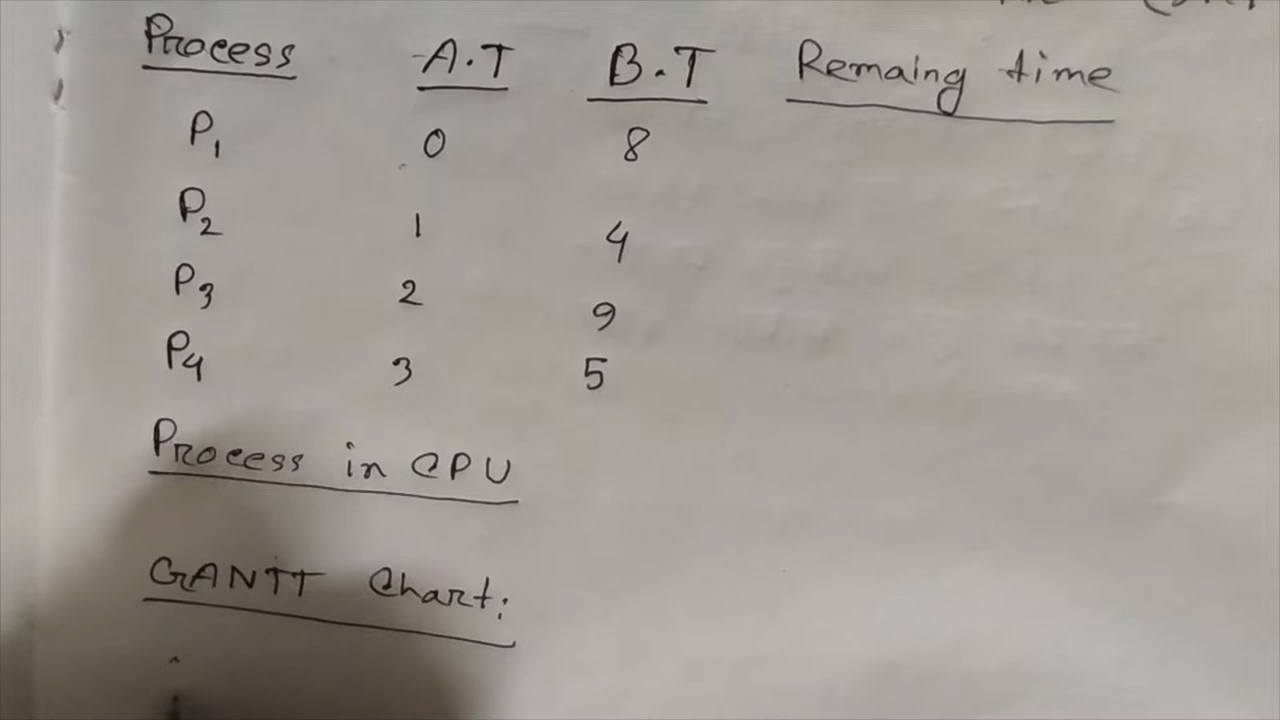 Process A.T B.T Remaing time
P1 0 8
P2 1 4
P3 2 9
P4 3 5
Process in CPU
GANTT Chart: